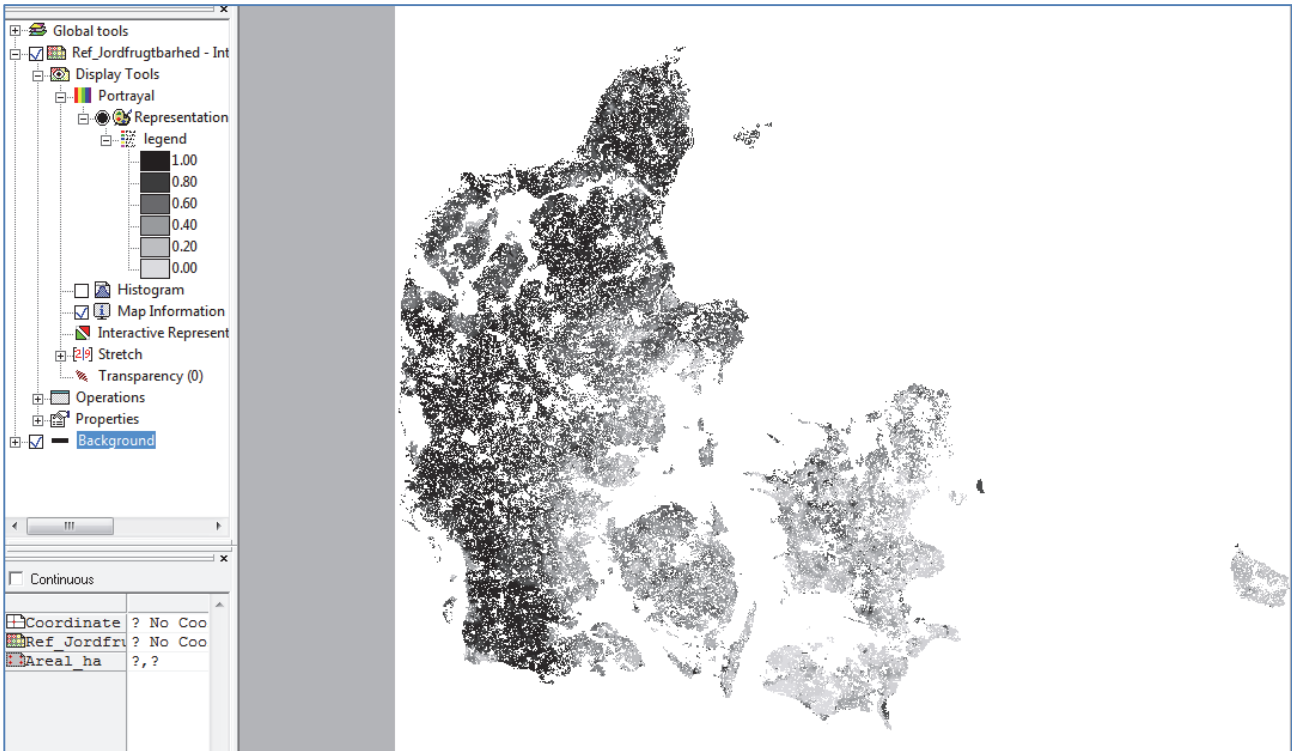 Global tools
Ref_Jordfrugtbarhed - Int
Display Tools
Portrayal
Representation
legend
1.00
0.80
0.60
0.40
0.20
0.00
Histogram
Map Information
Interactive Represent
Stretch
Transparency (0)
Operations
Properties
Background
Continuous
Coordinate ? No Coo
Ref_Jordfru ? No Coo
Areal_ha ?,?